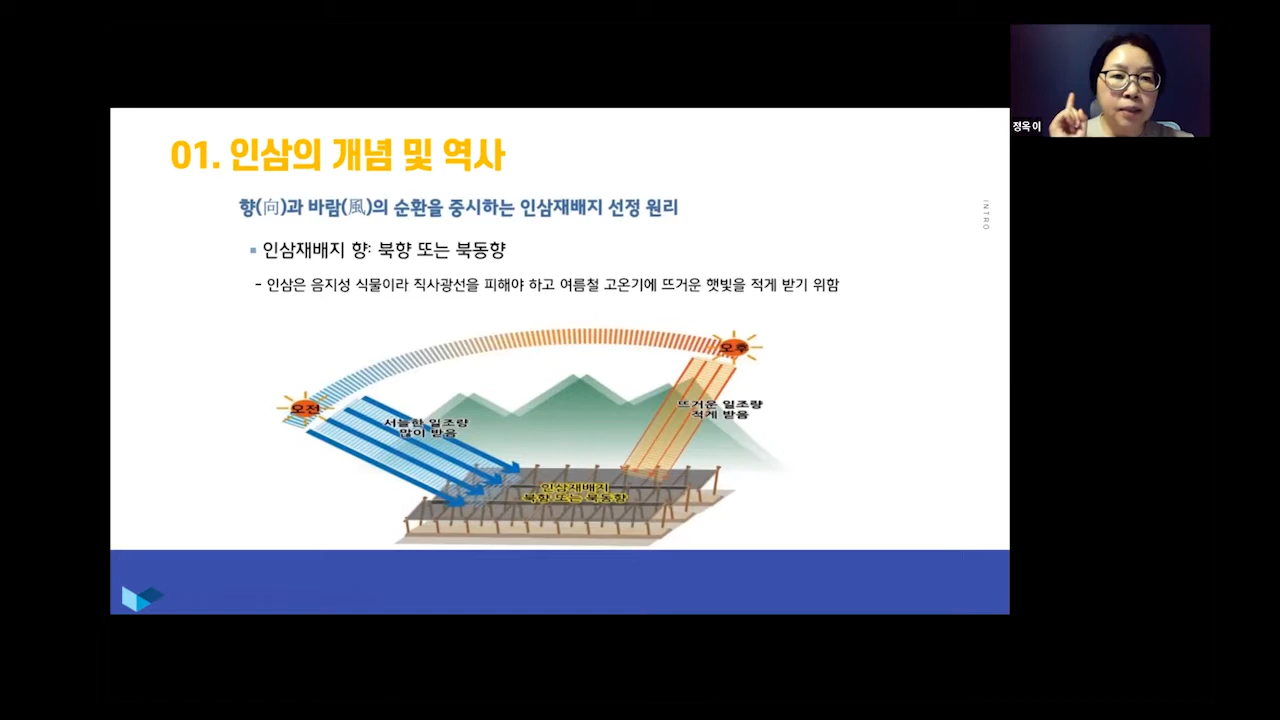 01. 인삼의 개념 및 역사
향(向)과 바람(風)의 순환을 중시하는 인삼재배지 선정 원리
▪ 인삼재배지 향: 북향 또는 북동향
- 인삼은 음지성 식물이라 직사광선을 피해야 하고 여름철 고온기에 뜨거운 햇빛을 적게 받기 위함
오전
오후
서늘한 일조량
많이 받음
뜨거운 일조량
적게 받음
인삼재배지
북향 또는 북동향
INTRO
정옥 이